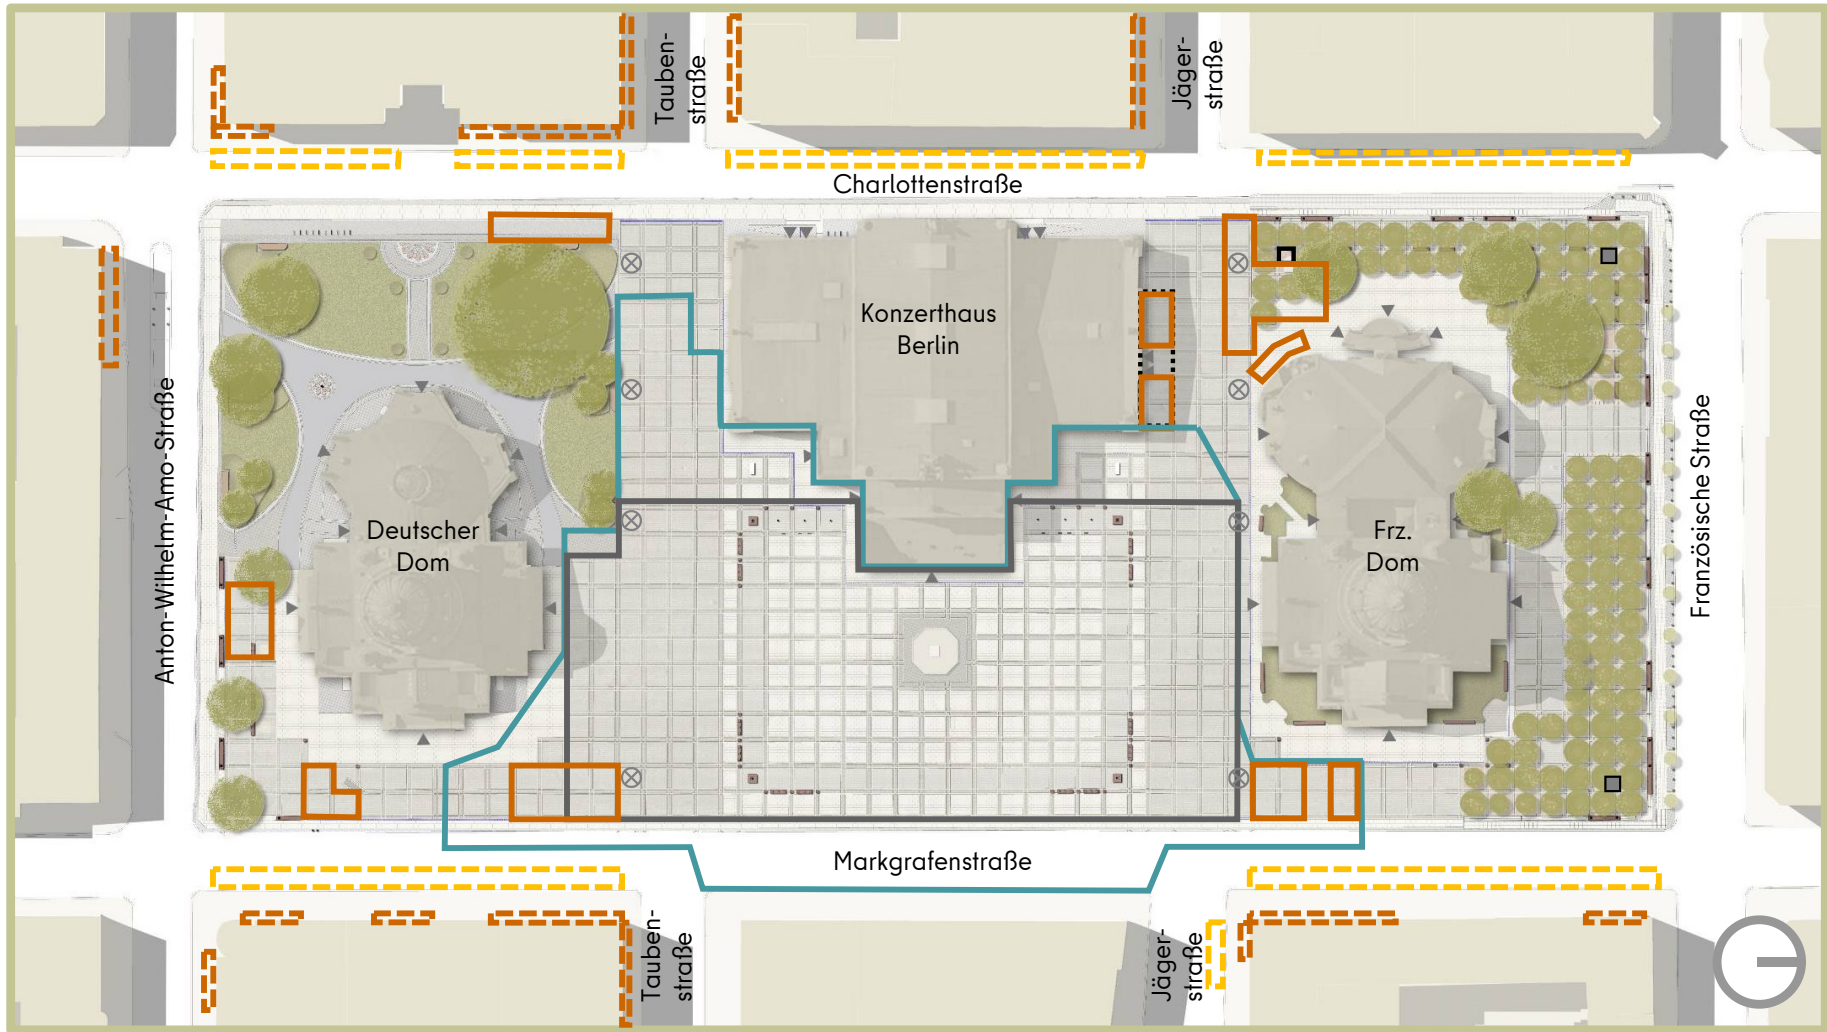 Tauben-
straße
Jäger-
straße
Charlottenstraße
Konzerthaus
Berlin
Anton-Wilhelm-Amo-Straße
Deutscher
Dom
Frz.
Dom
Französische Straße
Markgrafenstraße
Tauben-
straße
Jäger-
straße